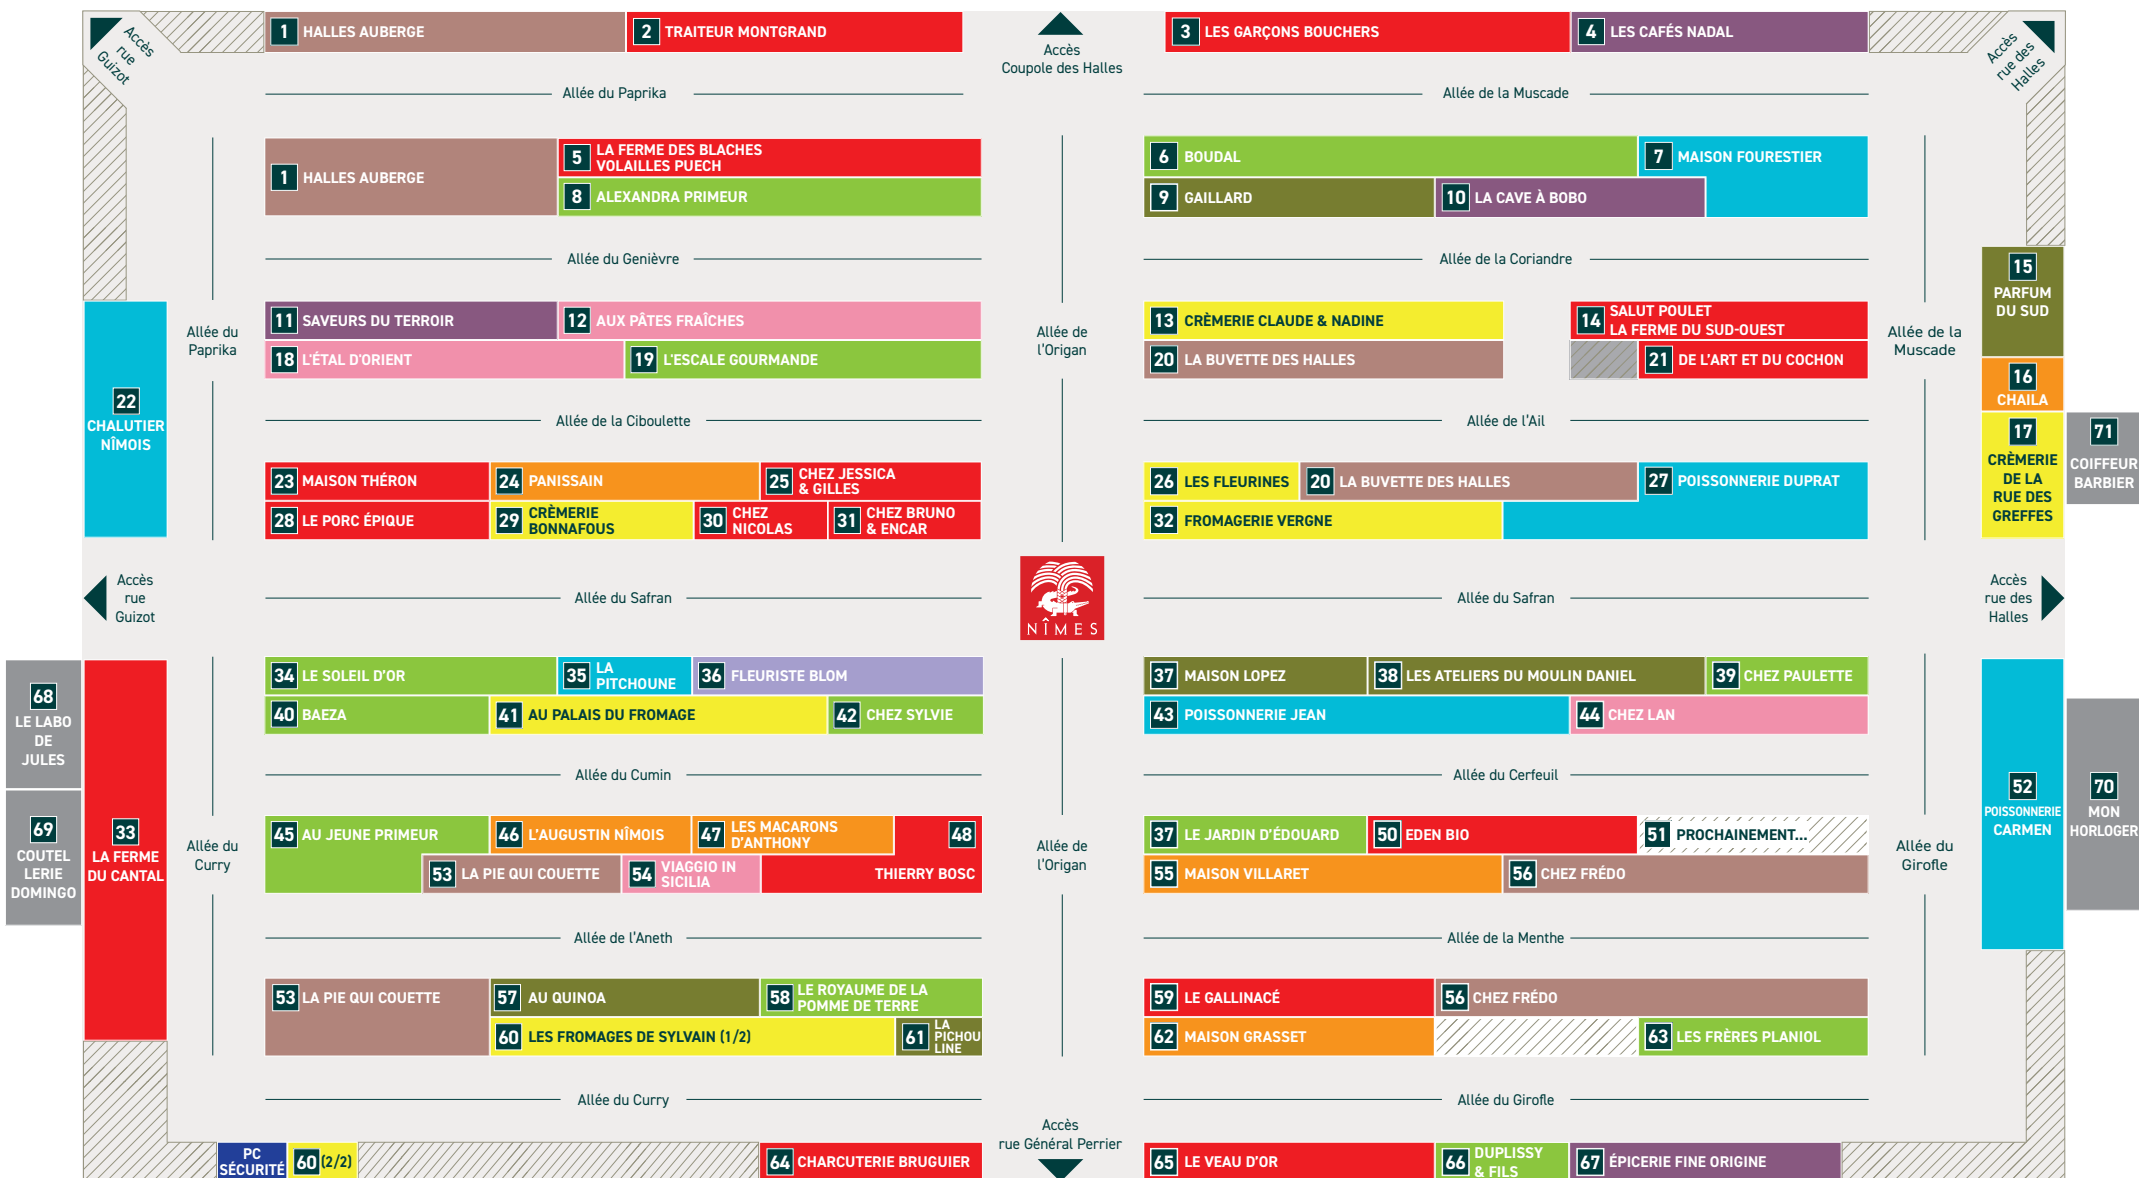 Accès
rue
Guizot
1 HALLES AUBERGE
2 TRAITEUR MONTGRAND
Accès
Coupole des Halles
3 LES GARÇONS BOUCHERS
4 LES CAFÉS NADAL
Accès
rue des
Halles
Allée du Paprika
Allée de la Muscade
1 HALLES AUBERGE
5 LA FERME DES BLACHES
VOLAILLES PUECH
8 ALEXANDRA PRIMEUR
6 BOUDAL
7 MAISON FOURESTIER
9 GAILLARD
10 LA CAVE À BOBO
Allée du Genièvre
Allée de la Coriandre
15
PARFUM
DU SUD
11 SAVEURS DU TERROIR
12 AUX PÂTES FRAÎCHES
18 L'ÉTAL D'ORIENT
19 L'ESCALE GOURMANDE
Allée du
Paprika
Allée de
l'Origan
13 CRÈMERIE CLAUDE & NADINE
14 SALUT POULET
LA FERME DU SUD-OUEST
20 LA BUVETTE DES HALLES
21 DE L'ART ET DU COCHON
Allée de la
Muscade
16
CHAILA
22
CHALUTIER
NÎMOIS
Allée de la Ciboulette
Allée de l'Ail
17
CRÈMERIE
DE LA
RUE DES
GREFFES
71
COIFFEUR
BARBIER
23 MAISON THÉRON
24 PANISSAIN
25 CHEZ JESSICA
& GILLES
28 LE PORC ÉPIQUE
29 CRÈMERIE
BONNAFOUS
30 CHEZ
NICOLAS
31 CHEZ BRUNO
& ENCAR
26 LES FLEURINES
20 LA BUVETTE DES HALLES
27 POISSONNERIE DUPRAT
32 FROMAGERIE VERGNE
Accès
rue
Guizot
Allée du Safran
NÎMES
Allée du Safran
Accès
rue des
Halles
68
LE LABO
DE
JULES
34 LE SOLEIL D'OR
35 LA
PITCHOUNE
36 FLEURISTE BLOM
40 BAEZA
41 AU PALAIS DU FROMAGE
42 CHEZ SYLVIE
37 MAISON LOPEZ
38 LES ATELIERS DU MOULIN DANIEL
39 CHEZ PAULETTE
43 POISSONNERIE JEAN
44 CHEZ LAN
Allée du Cumin
Allée du Cerfeuil
52
POISSONNERIE
CARMEN
70
MON
HORLOGER
69
COUTEL
LERIE
DOMINGO
33
LA FERME
DU CANTAL
Allée du
Curry
45 AU JEUNE PRIMEUR
46 L'AUGUSTIN NÎMOIS
47 LES MACARONS
D'ANTHONY
48
THIERRY BOSC
53 LA PIE QUI COUETTE
54 VIAGGIO IN
SICILIA
Allée de
l'Origan
37 LE JARDIN D'ÉDOUARD
50 EDEN BIO
51 PROCHAINEMENT...
55 MAISON VILLARET
56 CHEZ FRÉDO
Allée du
Girofle
Allée de l'Aneth
Allée de la Menthe
53 LA PIE QUI COUETTE
57 AU QUINOA
58 LE ROYAUME DE LA
POMME DE TERRE
60 LES FROMAGES DE SYLVAIN (1/2)
61 LA
PICHOU
LINE
59 LE GALLINACÉ
56 CHEZ FRÉDO
62 MAISON GRASSET
63 LES FRÈRES PLANIOL
Allée du Curry
Allée du Girofle
Accès
rue Général Perrier
PC
SÉCURITÉ
60 (2/2)
64 CHARCUTERIE BRUGUIER
65 LE VEAU D'OR
66 DUPLISSY
& FILS
67 ÉPICERIE FINE ORIGINE